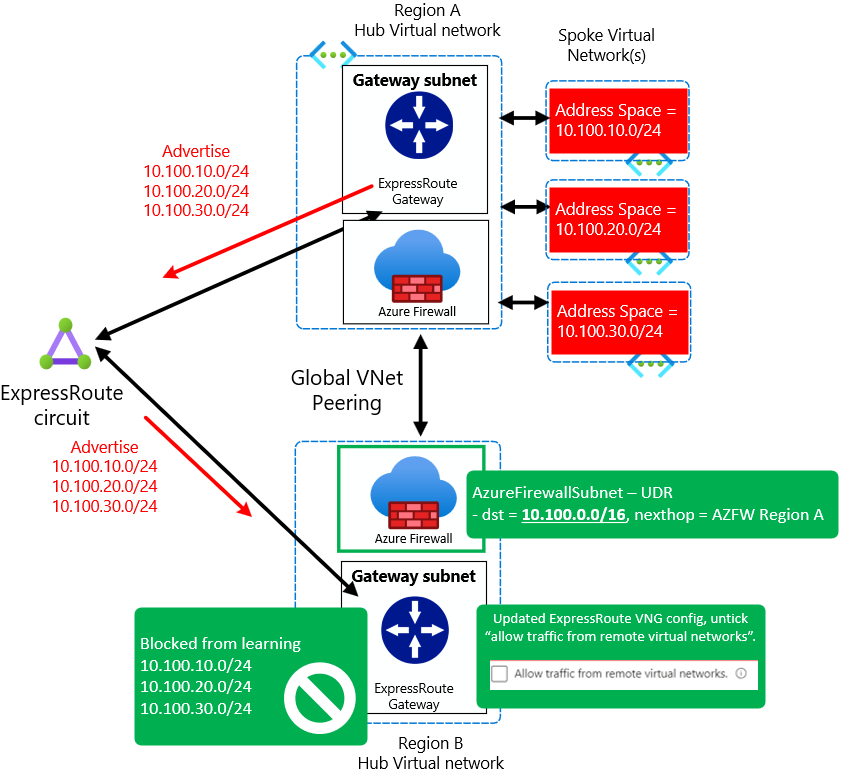 Region A
Hub Virtual network
Spoke Virtual
Network(s)
Gateway subnet
ExpressRoute
Gateway
Azure Firewall
Address Space =
10.100.10.0/24
Address Space =
10.100.20.0/24
Address Space =
10.100.30.0/24
Advertise
10.100.10.0/24
10.100.20.0/24
10.100.30.0/24
ExpressRoute
circuit
Global VNet
Peering
Advertise
10.100.10.0/24
10.100.20.0/24
10.100.30.0/24
Azure Firewall
AzureFirewallSubnet – UDR
- dst = 10.100.0.0/16, nexthop = AZFW Region A
Gateway subnet
ExpressRoute
Gateway
Blocked from learning
10.100.10.0/24
10.100.20.0/24
10.100.30.0/24
Updated ExpressRoute VNG config, untick
“allow traffic from remote virtual networks”.
Allow traffic from remote virtual networks.
Region B
Hub Virtual network